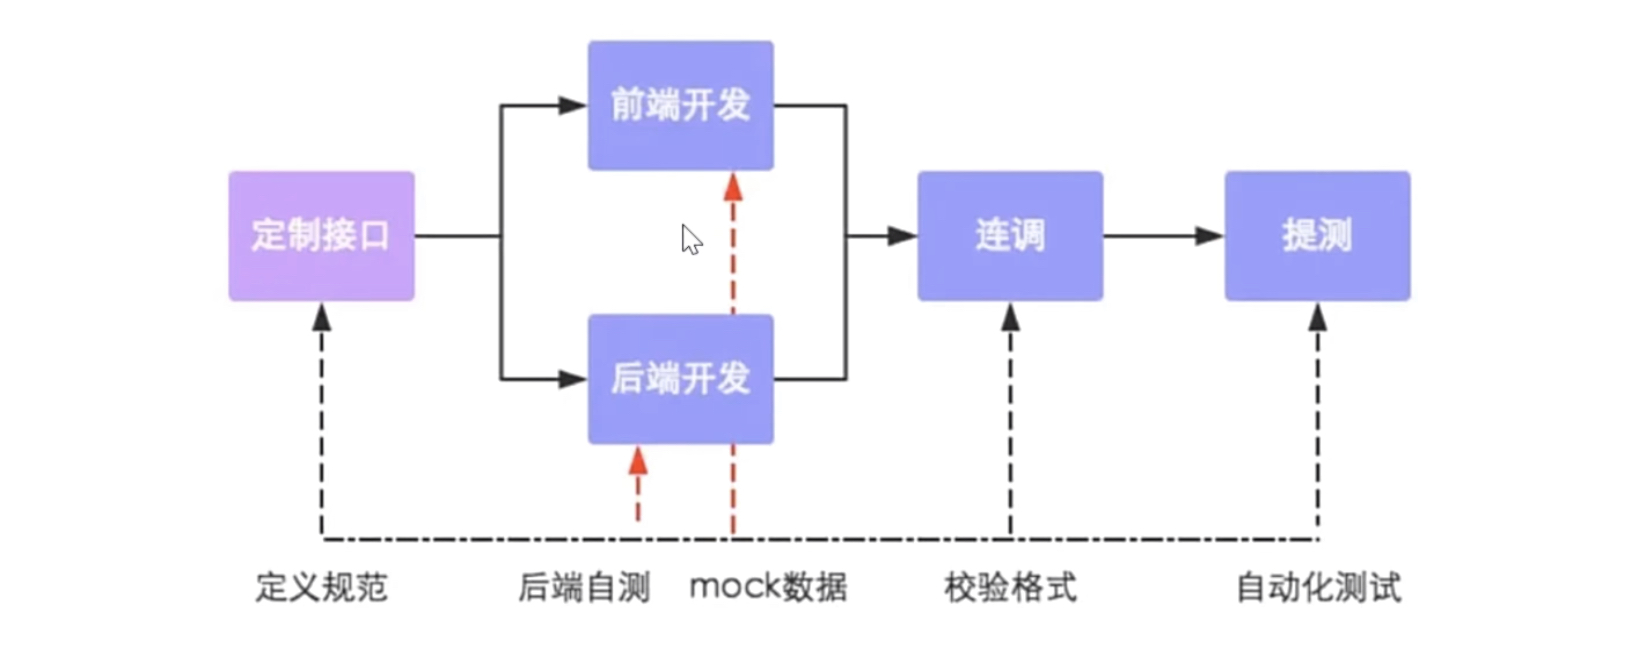 前端开发
定制接口
连调
提测
后端开发
定义规范
后端自测
mock数据
校验格式
自动化测试